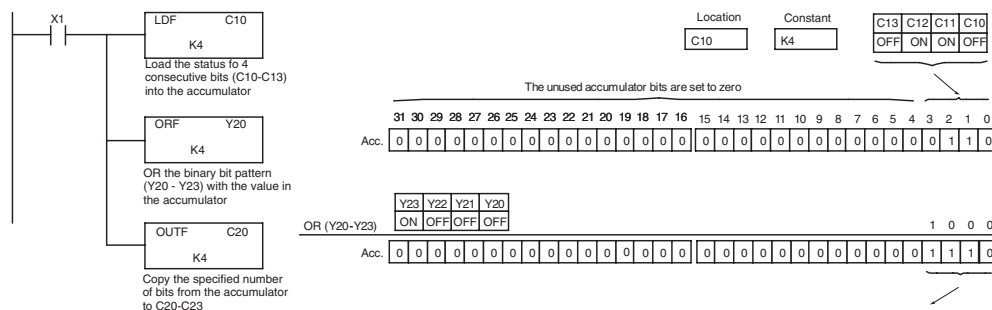 X1
LDF C10
K4
Load the status fo 4
consecutive bits (C10-C13)
into the accumulator
ORF Y20
K4
OR the binary bit pattern
(Y20 - Y23) with the value in
the accumulator
OUTF C20
K4
Copy the specified number
of bits from the accumulator
to C20-C23
Location Constant
C10 K4
C13 C12 C11 C10
OFF ON ON OFF
The unused accumulator bits are set to zero
31 30 29 28 27 26 25 24 23 22 21 20 19 18 17 16 15 14 13 12 11 10 9 8 7 6 5 4 3 2 1 0
Acc. 0 0 0 0 0 0 0 0 0 0 0 0 0 0 0 0 0 0 0 0 0 0 0 0 0 0 0 0 0 1 1 0
Y23 Y22 Y21 Y20
ON OFF OFF OFF
OR (Y20-Y23) 1 0 0 0
Acc. 0 0 0 0 0 0 0 0 0 0 0 0 0 0 0 0 0 0 0 0 0 0 0 0 0 0 0 0 1 1 1 0